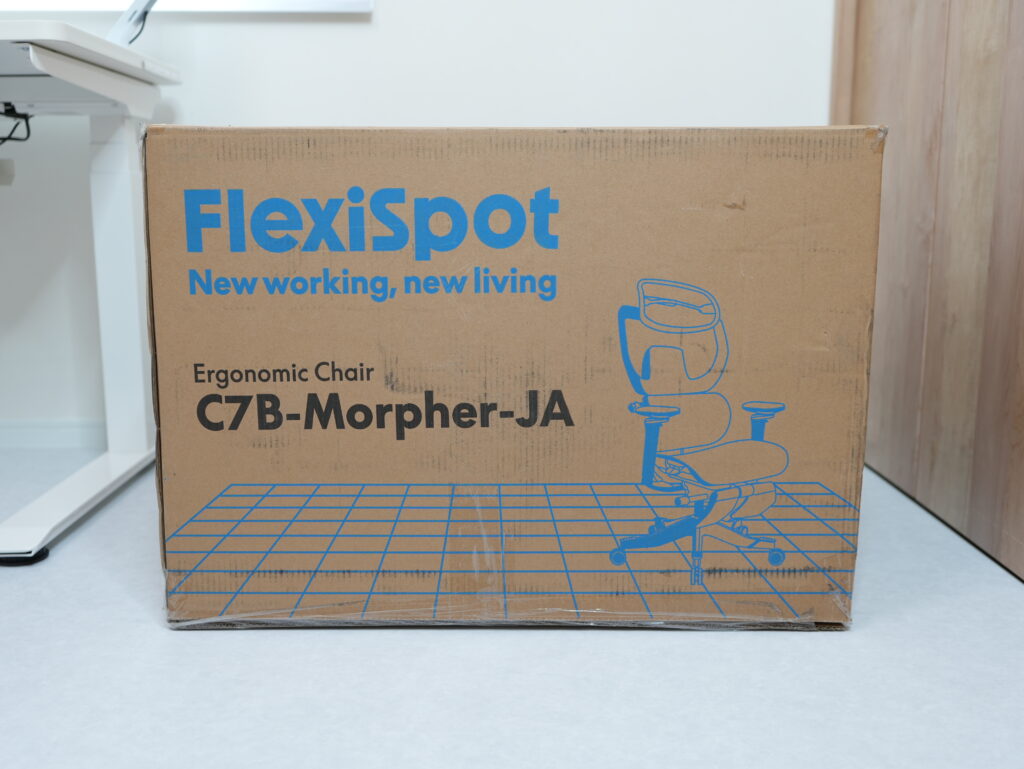 FlexiSpot
New working, new living
Ergonomic Chair
C7B-Morpher-JA